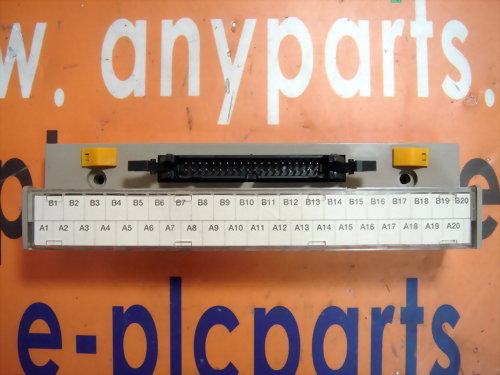 w. anyparts.
e-plcparts
B1 B2 B3 B4 B5 B6 B7 B8 B9 B10 B11 B12 B13 B14 B15 B16 B17 B18 B19 B20
A1 A2 A3 A4 A5 A6 A7 A8 A9 A10 A11 A12 A13 A14 A15 A16 A17 A18 A19 A20
e-plcparts